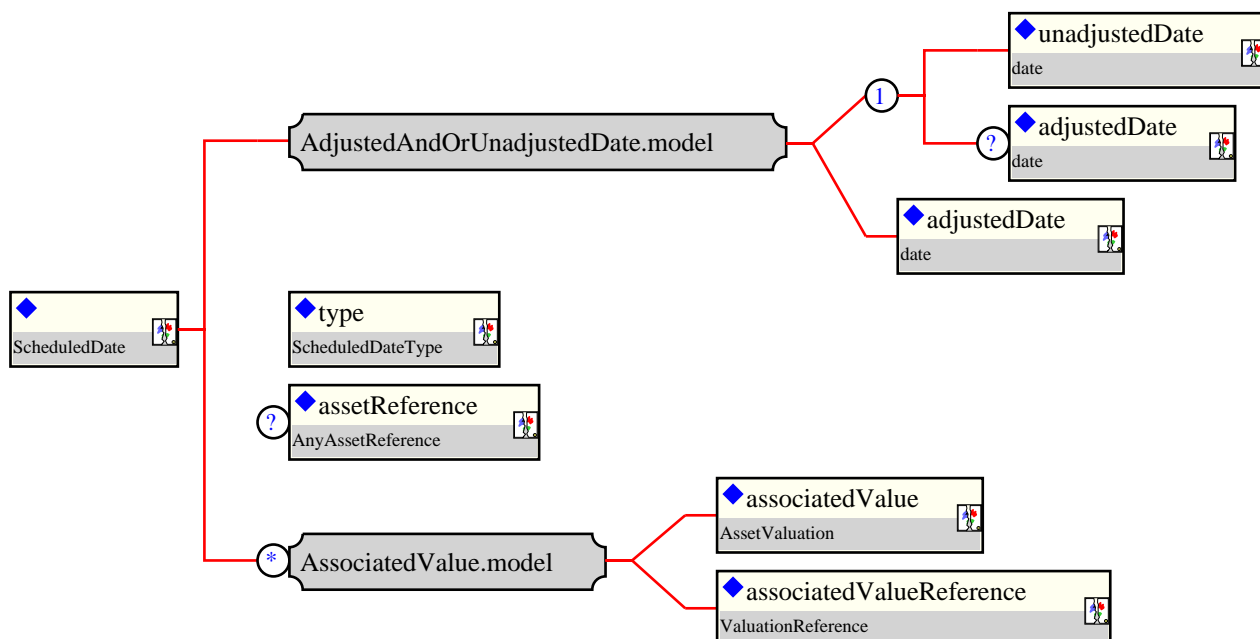 unadjustedDate
date
1
AdjustedAndOrUnadjustedDate.model
?
adjustedDate
date
adjustedDate
date
ScheduledDate
type
ScheduledDateType
?
assetReference
AnyAssetReference
*
AssociatedValue.model
associatedValue
AssetValuation
associatedValueReference
ValuationReference